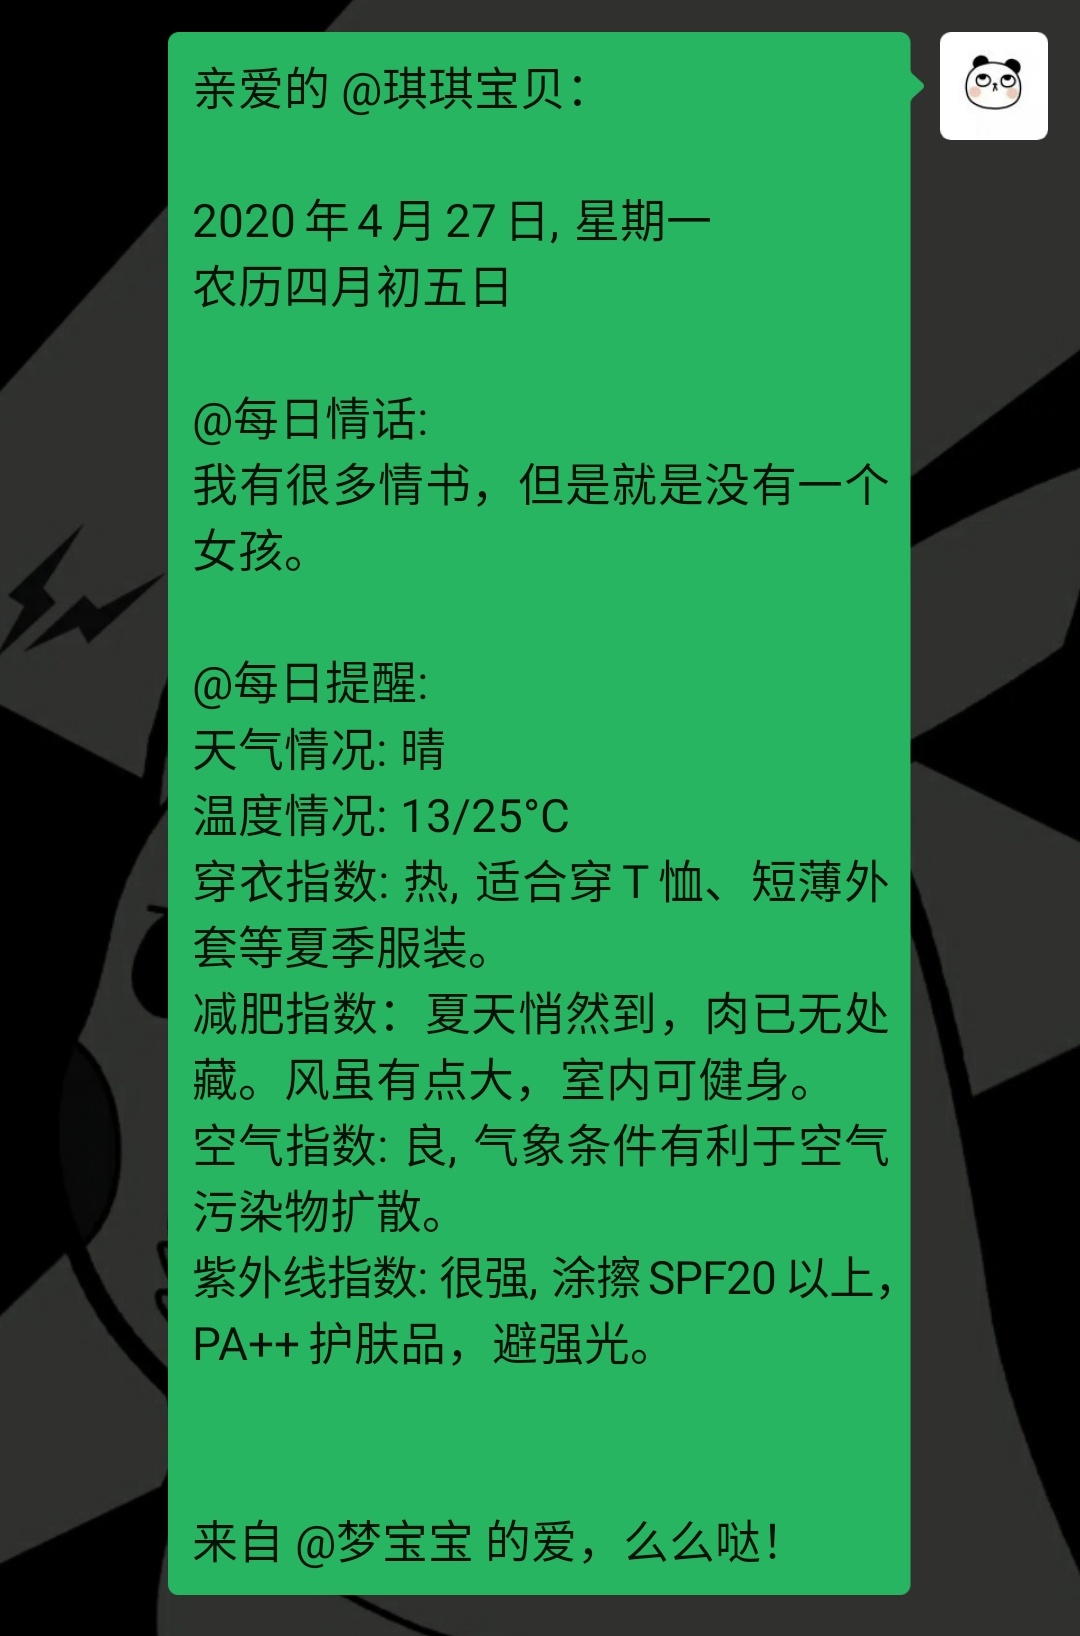 亲爱的 @琪琪宝贝：
2020 年 4 月 27 日, 星期一
农历四月初五日
@每日情话:
我有很多情书，但是就是没有一个
女孩。
@每日提醒:
天气情况: 晴
温度情况: 13/25°C
穿衣指数: 热, 适合穿 T 恤、短薄外
套等夏季服装。
减肥指数：夏天悄然到，肉已无处
藏。风虽有点大，室内可健身。
空气指数: 良, 气象条件有利于空气
污染物扩散。
紫外线指数: 很强, 涂擦 SPF20 以上，
PA++ 护肤品，避强光。
来自 @梦宝宝 的爱，么么哒！